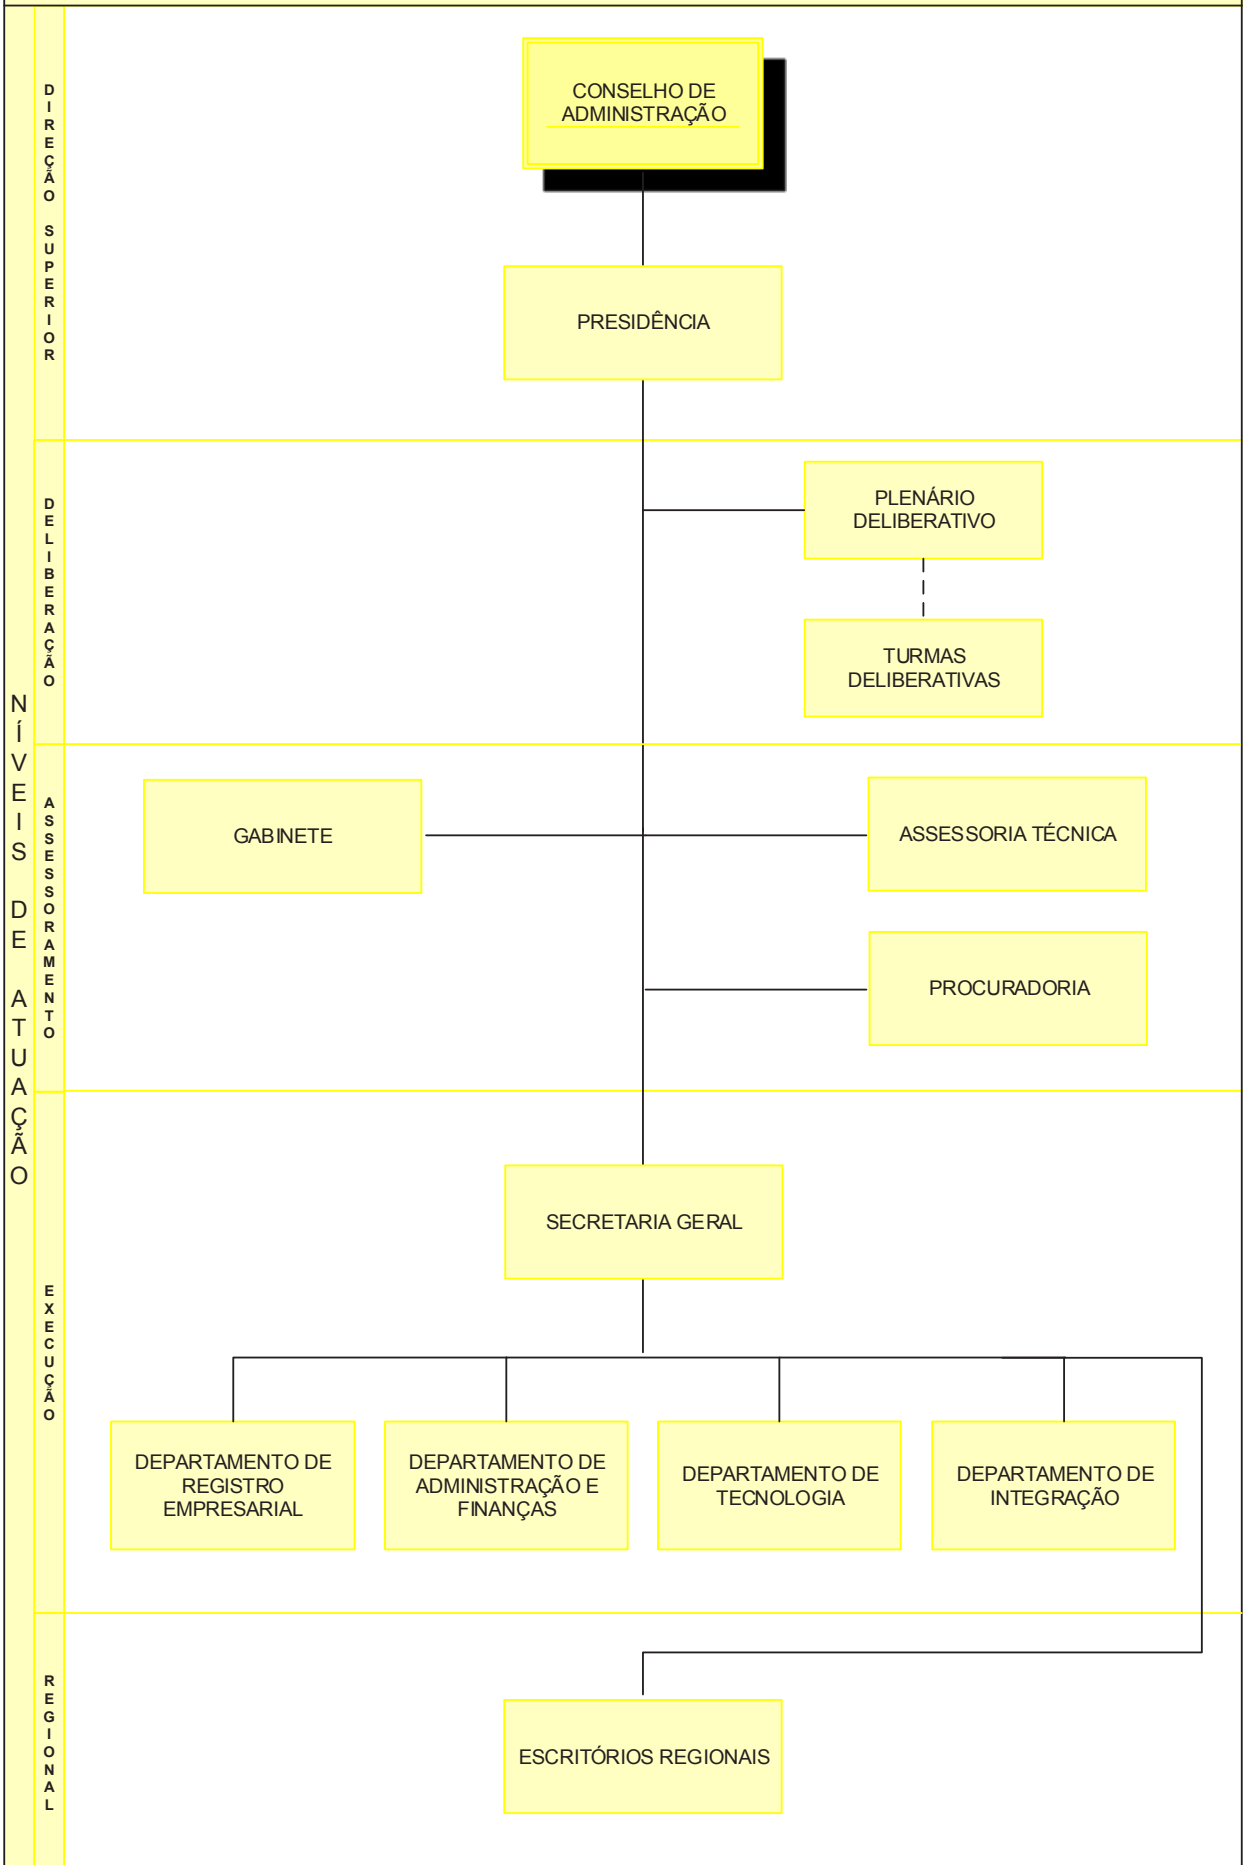 NÍVEIS DE ATUAÇÃO
DIREÇÃO SUPERIOR
CONSELHO DE
ADMINISTRAÇÃO
PRESIDÊNCIA
DELIBERAÇÃO
PLENÁRIO
DELIBERATIVO
TURMAS
DELIBERATIVAS
ASSESSORAMENTO
GABINETE
ASSESSORIA TÉCNICA
PROCURADORIA
EXECUÇÃO
SECRETARIA GERAL
DEPARTAMENTO DE
REGISTRO
EMPRESARIAL
DEPARTAMENTO DE
ADMINISTRAÇÃO E
FINANÇAS
DEPARTAMENTO DE
TECNOLOGIA
DEPARTAMENTO DE
INTEGRAÇÃO
REGIONAL
ESCRITÓRIOS REGIONAIS